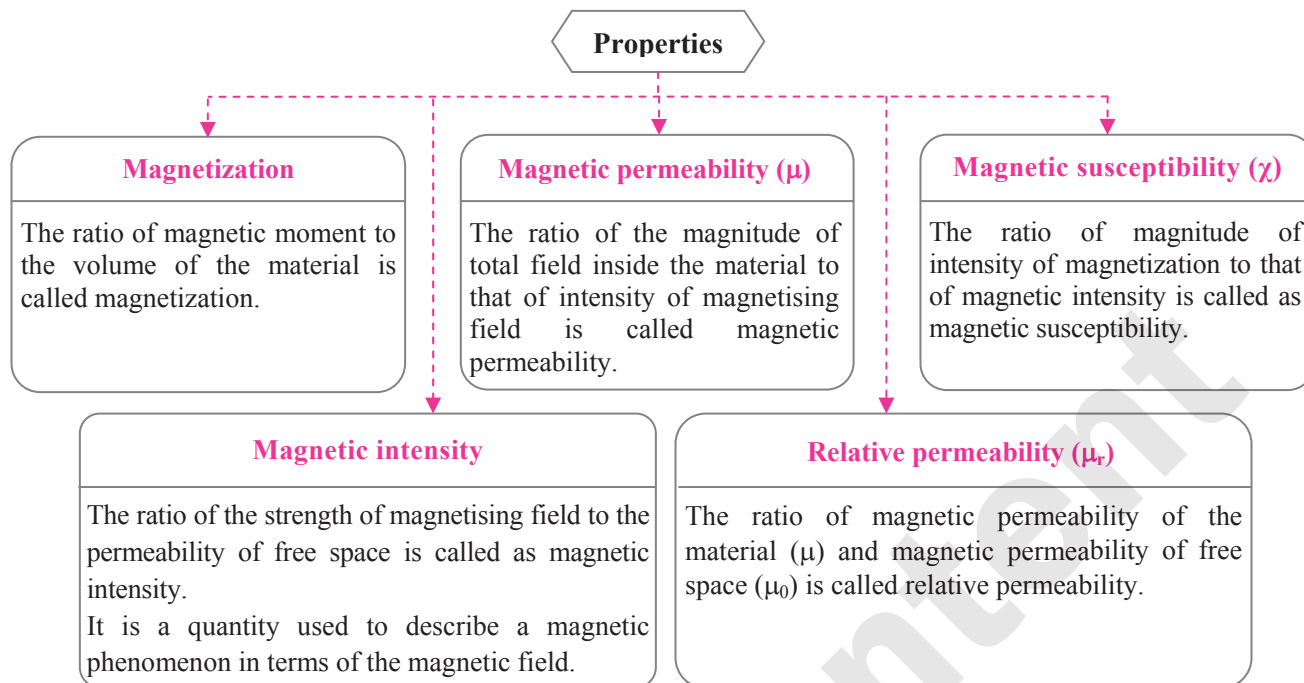 Properties
Magnetization
The ratio of magnetic moment to
the volume of the material is
called magnetization.
Magnetic permeability (μ)
The ratio of the magnitude of
total field inside the material to
that of intensity of magnetising
field is called magnetic
permeability.
Magnetic susceptibility (χ)
The ratio of magnitude of
intensity of magnetization to that
of magnetic intensity is called as
magnetic susceptibility.
Magnetic intensity
The ratio of the strength of magnetising field to the
permeability of free space is called as magnetic
intensity.
It is a quantity used to describe a magnetic
phenomenon in terms of the magnetic field.
Relative permeability (μr)
The ratio of magnetic permeability of the
material (μ) and magnetic permeability of free
space (μ0) is called relative permeability.
tent